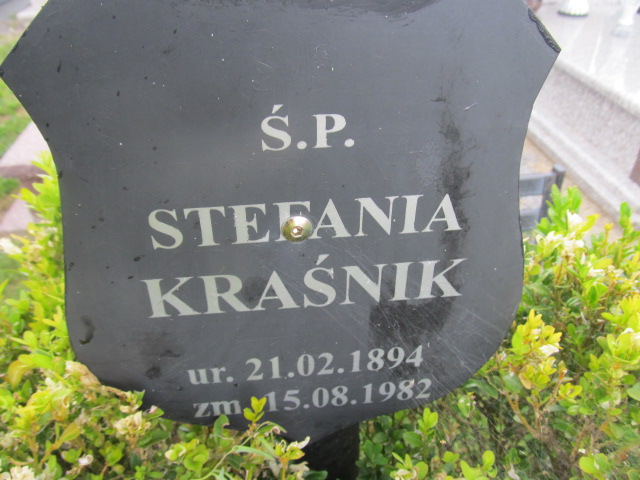 Ś.P.
STEFANIA
KRAŚNIK
ur. 21.02.1894
zm. 15.08.1982